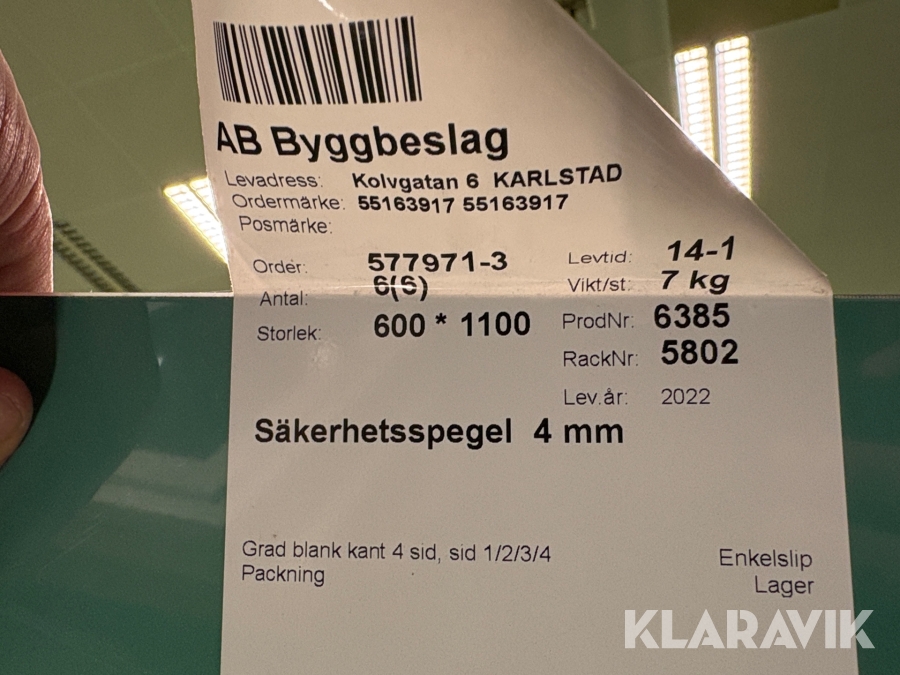 AB Byggbeslag
Levadress: Kolvgatan 6 KARLSTAD
Ordermärke: 55163917 55163917
Posmärke:
Order: 577971-3 Levtid: 14-1
Antal: 6(6) Vikt/st: 7 kg
Storlek: 600 * 1100 ProdNr: 6385
RackNr: 5802
Lev.år: 2022
Säkerhetsspegel 4 mm
Grad blank kant 4 sid, sid 1/2/3/4 Enkelslip
Packning Lager
KLARAVIK